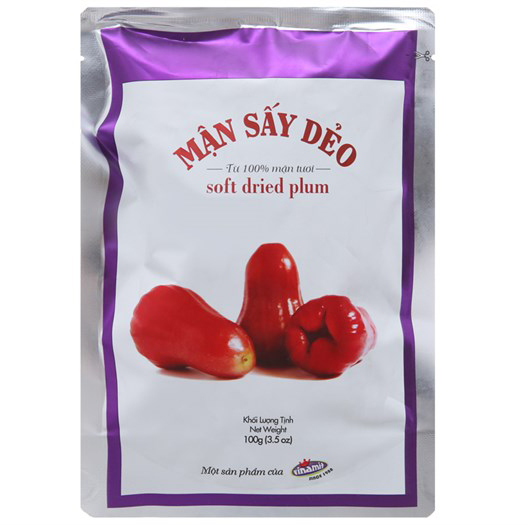 MẬN SẤY DẺO
Từ 100% mận tươi
soft dried plum
Khối Lượng Tịnh
Net Weight
100g (3.5 oz)
Một sản phẩm của
Vinamit